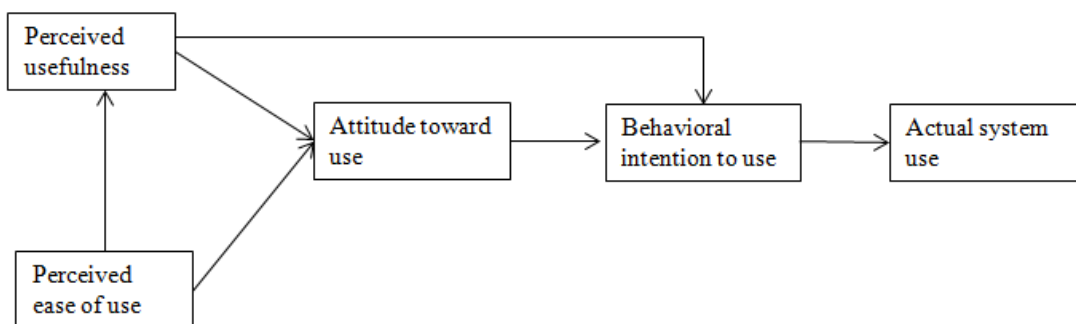 Perceived
usefulness
Attitude toward
use
Behavioral
intention to use
Actual system
use
Perceived
ease of use